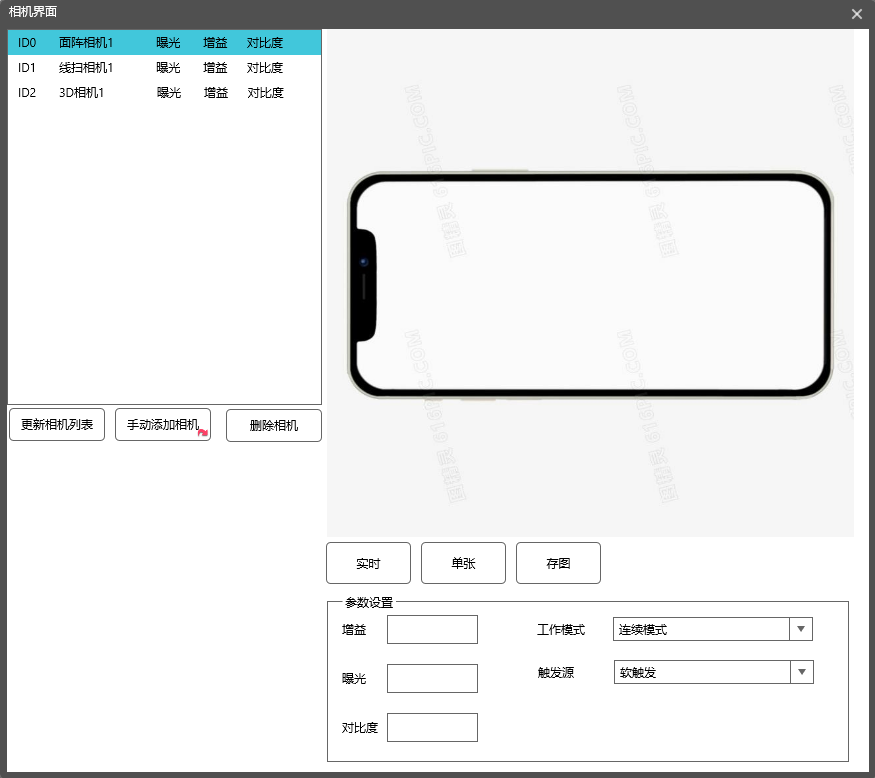 相机界面
ID0 面阵相机1 曝光 增益 对比度
ID1 线扫相机1 曝光 增益 对比度
ID2 3D相机1 曝光 增益 对比度
更新相机列表 手动添加相机 删除相机
实时 单张 存图
参数设置
增益 工作模式 连续模式
曝光 触发源 软触发
对比度